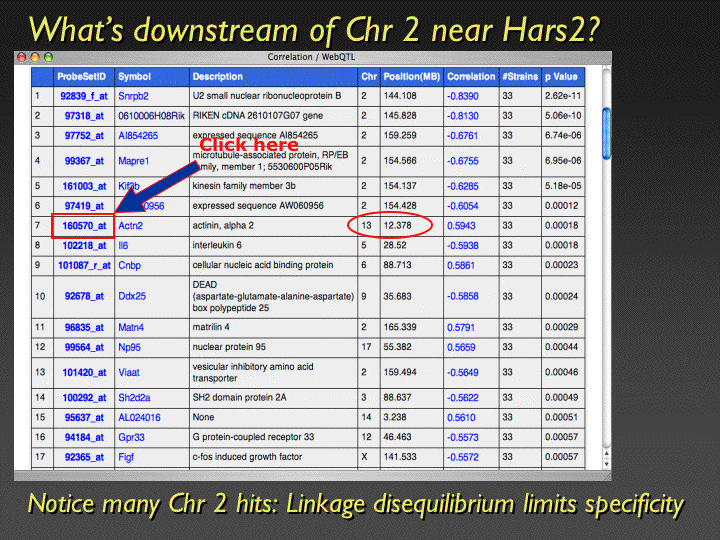 What's downstream of Chr 2 near Hars2?
Correlation / WebQTL
ProbeSetID Symbol Description Chr Position(MB) Correlation #Strains p Value
1 92839_f_at Snrpb2 U2 small nuclear ribonucleoprotein B 2 144.108 -0.8390 33 2.62e-11
2 97318_at 0610006H08Rik RIKEN cDNA 2610107G07 gene 2 145.828 -0.8130 33 5.06e-10
3 97752_at AI854265 expressed sequence AI854265 2 159.259 -0.6761 33 6.74e-06
Click here
4 99367_at Mapre1 microtubule-associated protein, RP/EB family, member 1; 5530600P05Rik 2 154.566 -0.6755 33 6.95e-06
5 161003_at kinesin family member 3b 2 154.137 -0.6285 33 5.18e-05
6 97419_at expressed sequence AW060956 2 154.428 -0.6054 33 0.00012
7 160570_at Actn2 actinin, alpha 2 13 12.378 0.5943 33 0.00018
8 102218_at Il6 interleukin 6 5 28.52 -0.5938 33 0.00018
9 101087_r_at Cnbp cellular nucleic acid binding protein 6 88.713 0.5861 33 0.00023
10 92678_at Ddx25 DEAD (aspartate-glutamate-alanine-aspartate) box polypeptide 25 9 35.683 -0.5858 33 0.00024
11 96835_at Matn4 matrilin 4 2 165.339 0.5791 33 0.00029
12 99564_at Np95 nuclear protein 95 17 55.382 0.5659 33 0.00044
13 101420_at Viaat vesicular inhibitory amino acid transporter 2 159.494 -0.5649 33 0.00046
14 100292_at Sh2d2a SH2 domain protein 2A 3 88.637 -0.5622 33 0.00049
15 95637_at AL024016 None 14 3.238 0.5610 33 0.00051
16 94184_at Gpr33 G protein-coupled receptor 33 12 46.463 -0.5573 33 0.00057
17 92365_at Figf c-fos induced growth factor X 141.533 -0.5572 33 0.00057
Notice many Chr 2 hits: Linkage disequilibrium limits specificity